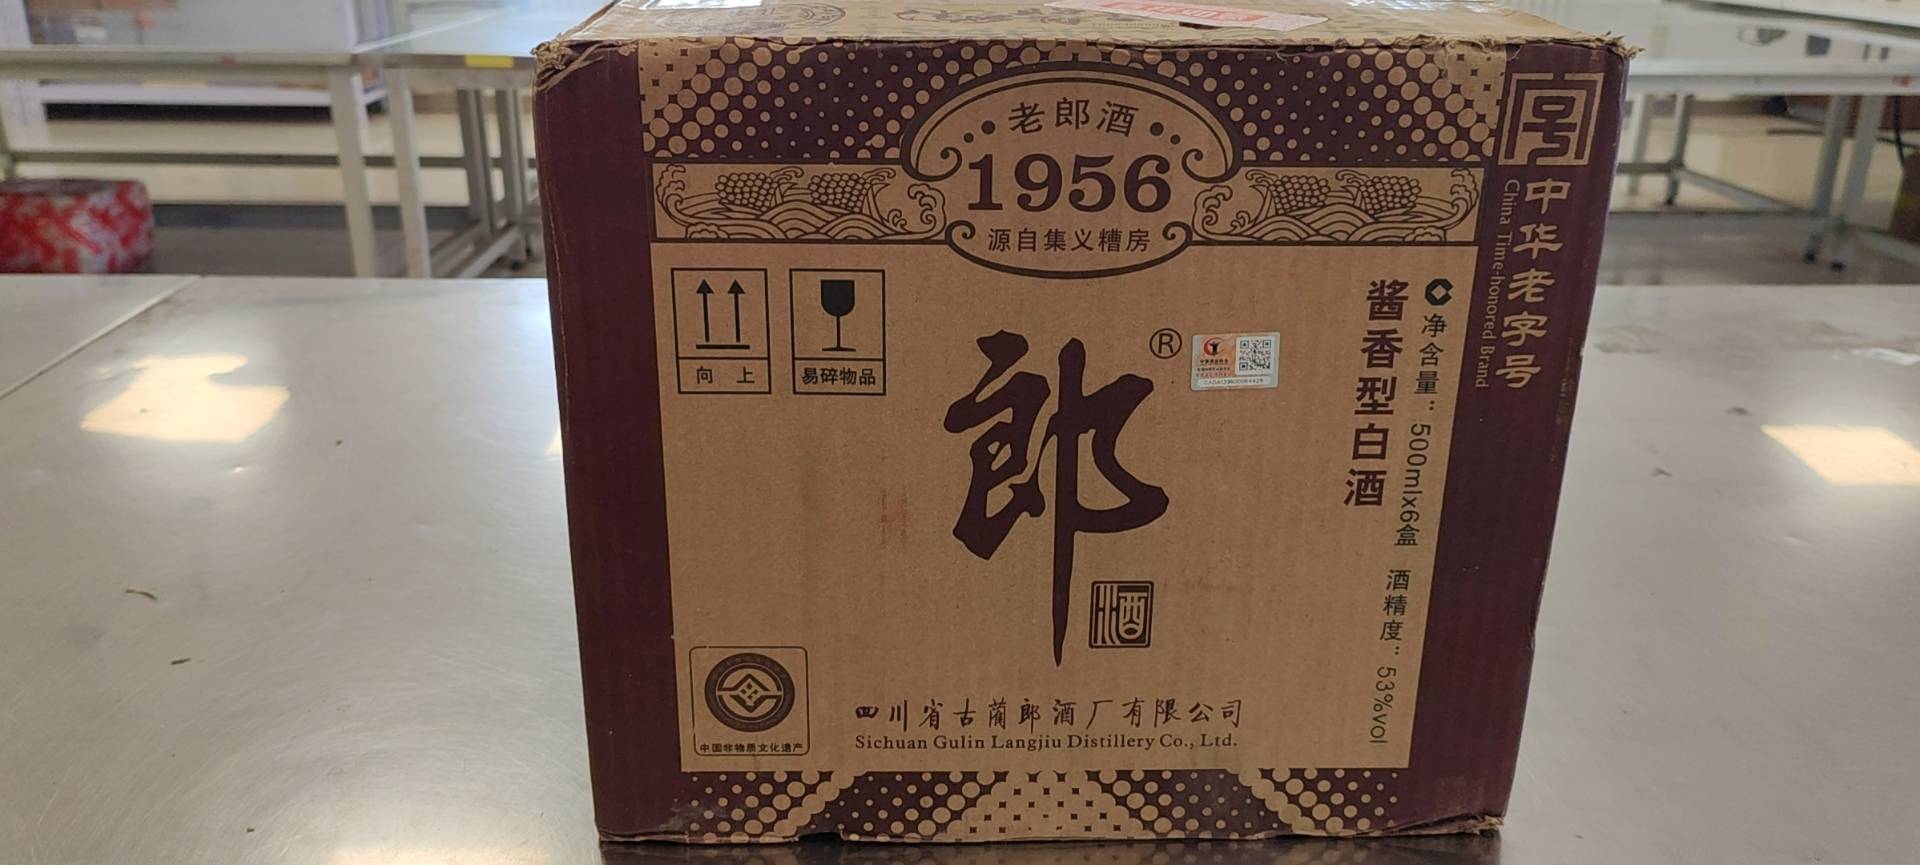 老郎酒
1956
源自集义糟房
向 上
易碎物品
郎
®
酒
酱香型白酒
净含量：500mlx6盒 酒精度：53%vol
中华老字号
China Time-honored Brand
中国非物质文化遗产
四川省古蔺郎酒厂有限公司
Sichuan Gulin Langjiu Distillery Co., Ltd.